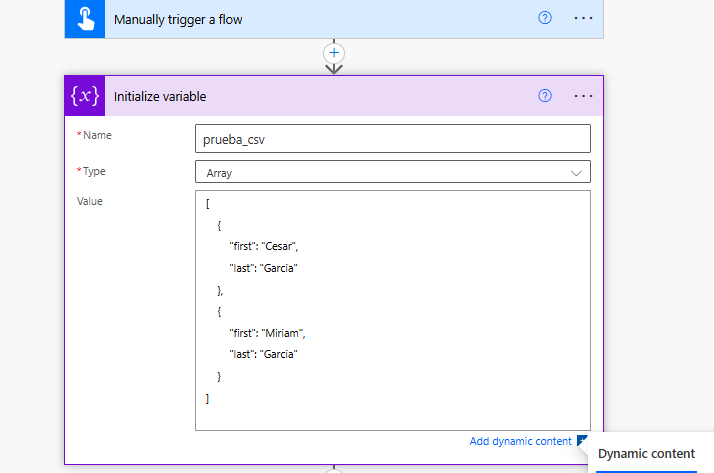 Manually trigger a flow
Initialize variable
*Name
prueba_csv
*Type
Array
Value
[
{
"first": "Cesar",
"last": "Garcia"
},
{
"first": "Miriam",
"last": "Garcia"
}
]
Add dynamic content
Dynamic content